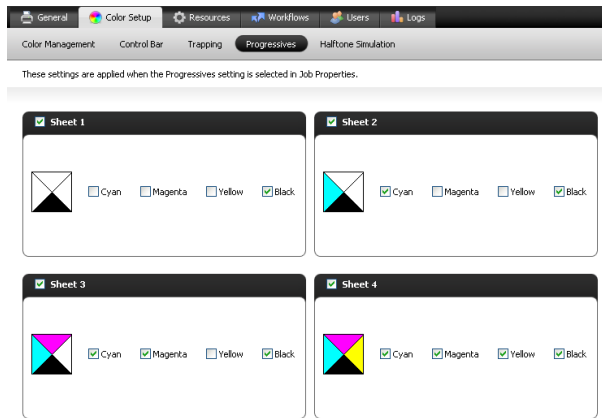 General Color Setup Resources Workflows Users Logs
Color Management Control Bar Trapping Progressives Halftone Simulation
These settings are applied when the Progressives setting is selected in Job Properties.
Sheet 1
Cyan Magenta Yellow Black
Sheet 2
Cyan Magenta Yellow Black
Sheet 3
Cyan Magenta Yellow Black
Sheet 4
Cyan Magenta Yellow Black